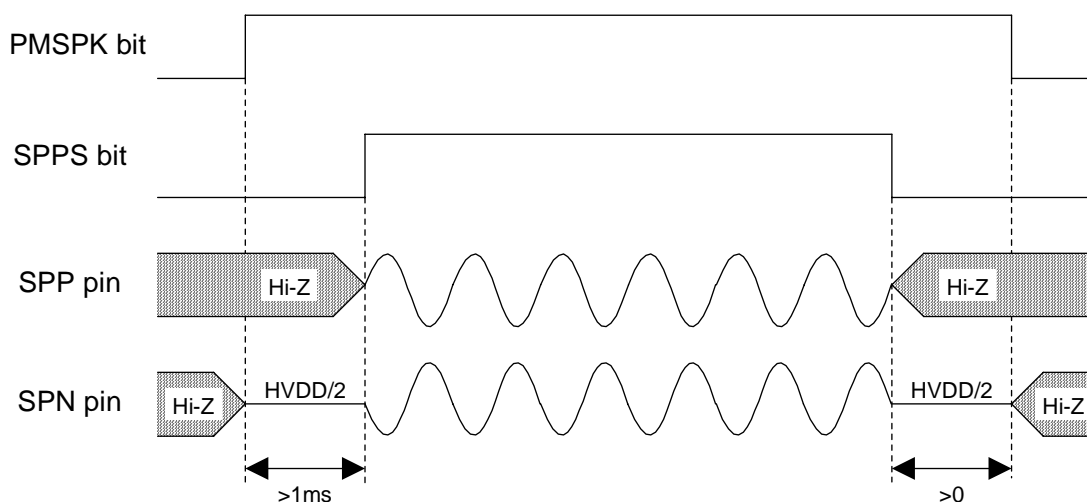 PMSPK bit
SPPS bit
SPP pin
Hi-Z
Hi-Z
SPN pin
Hi-Z
HVDD/2
HVDD/2
Hi-Z
>1ms
>0